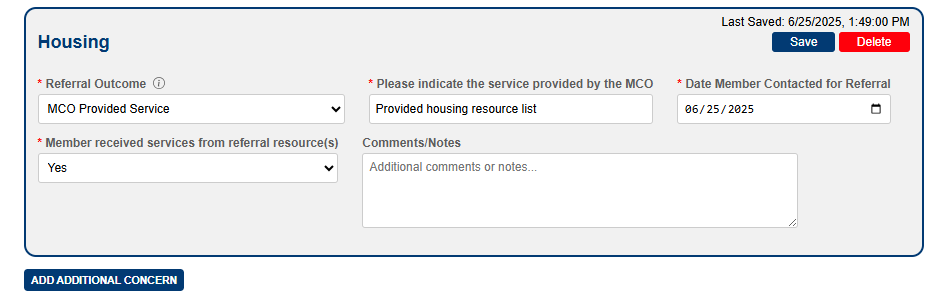 Last Saved: 6/25/2025, 1:49:00 PM
Housing
Save Delete
* Referral Outcome * Please indicate the service provided by the MCO * Date Member Contacted for Referral
MCO Provided Service Provided housing resource list 06/25/2025
* Member received services from referral resource(s) Comments/Notes
Yes Additional comments or notes...
ADD ADDITIONAL CONCERN